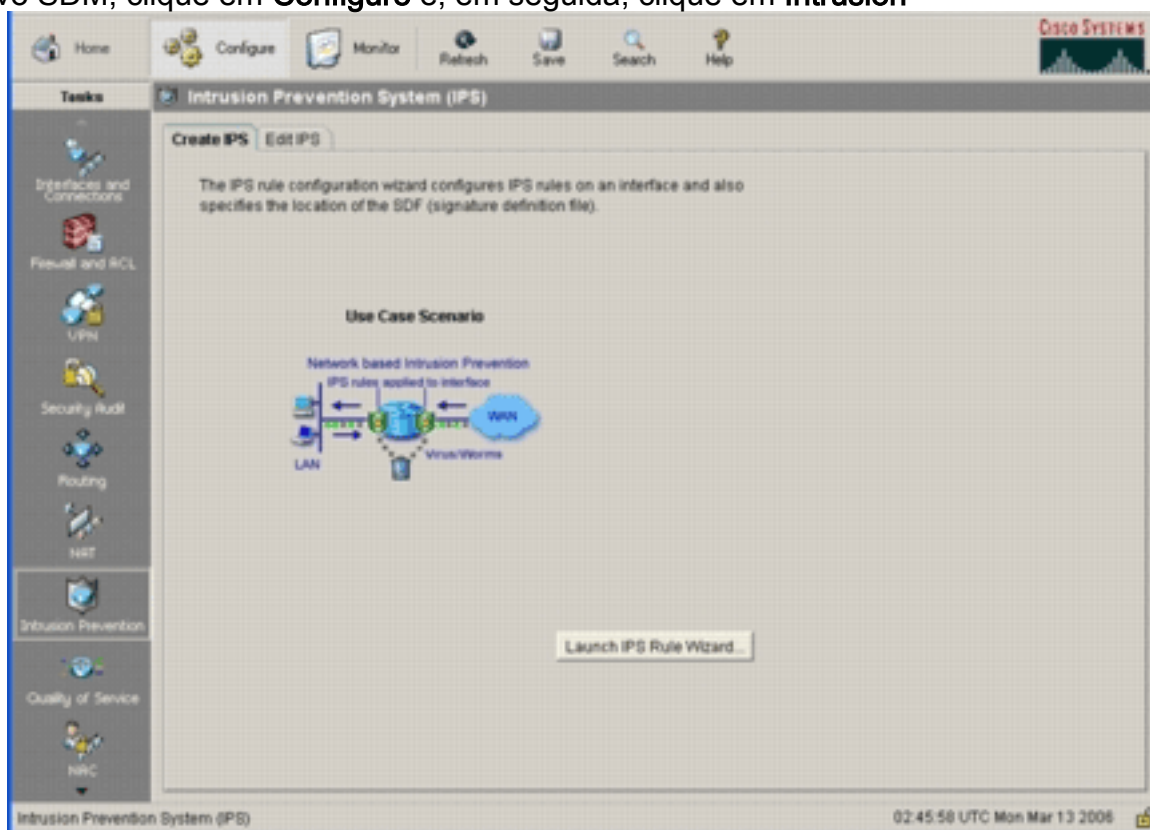 vo SDM, clique em Configure e, em seguida, clique em Intrusion
Home
Configure
Monitor
Refresh
Save
Search
Help
CISCO SYSTEMS
Tasks
Intrusion Prevention System (IPS)
Create IPS
Edit IPS
The IPS rule configuration wizard configures IPS rules on an interface and also
specifies the location of the SDF (signature definition file).
Interfaces and
Connections
Firewall and ACL
VPN
Security Audit
Routing
NAT
Intrusion Prevention
Quality of Service
NAC
Use Case Scenario
Network based Intrusion Prevention
IPS rules applied to interface
WAN
LAN
Virus/Worms
Launch IPS Rule Wizard...
Intrusion Prevention System (IPS)
02:45:58 UTC Mon Mar 13 2006